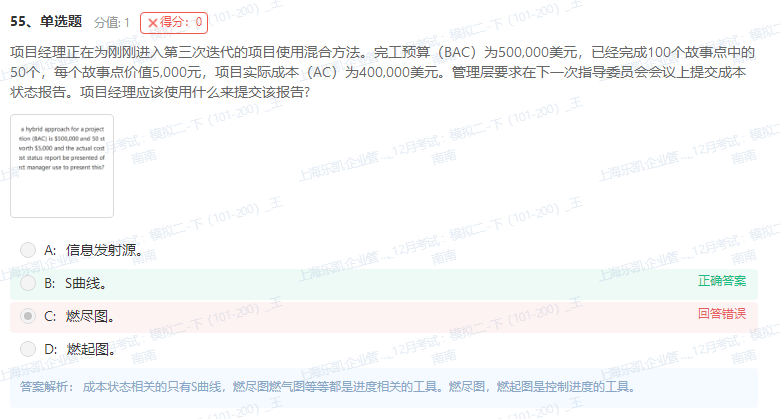 55、单选题 分值: 1 ×得分：0
项目经理正在为刚刚进入第三次迭代的项目使用混合方法。完工预算（BAC）为500,000美元，已经完成100个故事点中的
50个，每个故事点价值5,000元，项目实际成本（AC）为400,000美元。管理层要求在下一次指导委员会会议上提交成本
状态报告。项目经理应该使用什么来提交该报告?
a hybrid approach for a project
tion (BAC) is $500,000 and 50 st
worth $5,000 and the actual cost
ost status report be presented of
ct manager use to present this?
A: 信息发射源。
B: S曲线。 正确答案
C: 燃尽图。 回答错误
D: 燃起图。
答案解析： 成本状态相关的只有S曲线，燃尽图燃气图等等都是进度相关的工具。燃尽图，燃起图是控制进度的工具。
上海乐凯企业管..._12月考试：模拟二-下（101-200）_王
南南